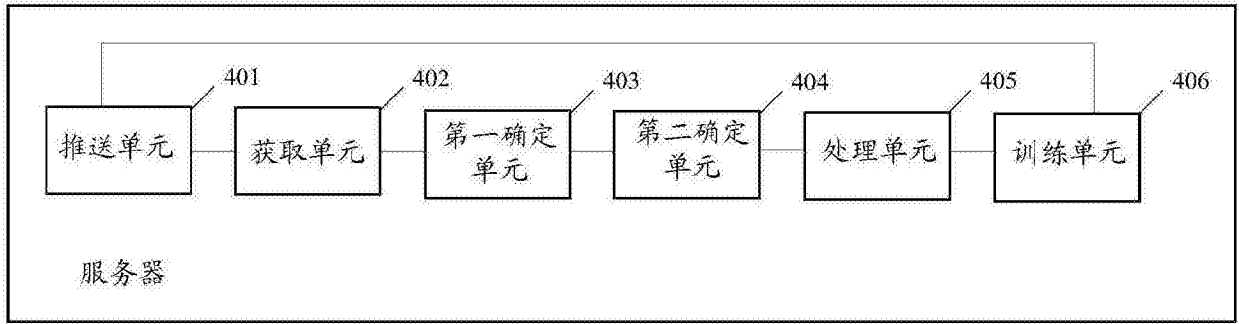 401
402
403
404
405
406
推送单元
获取单元
第一确定
单元
第二确定
单元
处理单元
训练单元
服务器